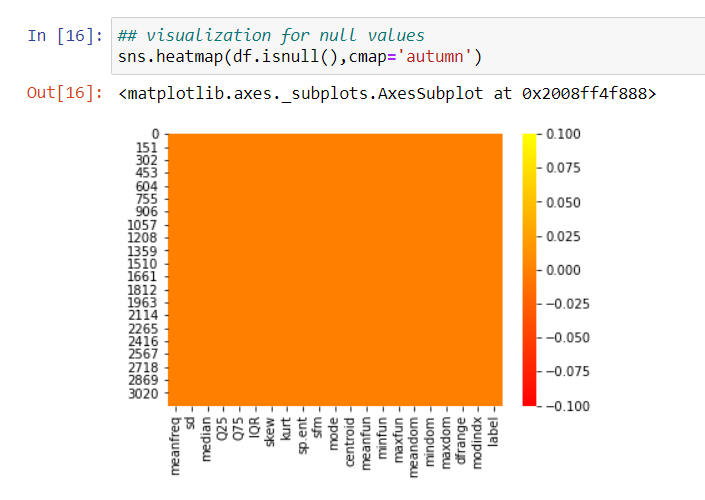 In [16]: ## visualization for null values
sns.heatmap(df.isnull(),cmap='autumn')
Out[16]: <matplotlib.axes._subplots.AxesSubplot at 0x2008ff4f888>
0
151
302
453
604
755
906
1057
1208
1359
1510
1661
1812
1963
2114
2265
2416
2567
2718
2869
3020
0.100
0.075
0.050
0.025
0.000
−0.025
−0.050
−0.075
−0.100
meanfreq
sd
median
Q25
Q75
IQR
skew
kurt
sp.ent
sfm
mode
centroid
meanfun
minfun
maxfun
meandom
mindom
maxdom
dfrange
modindx
label